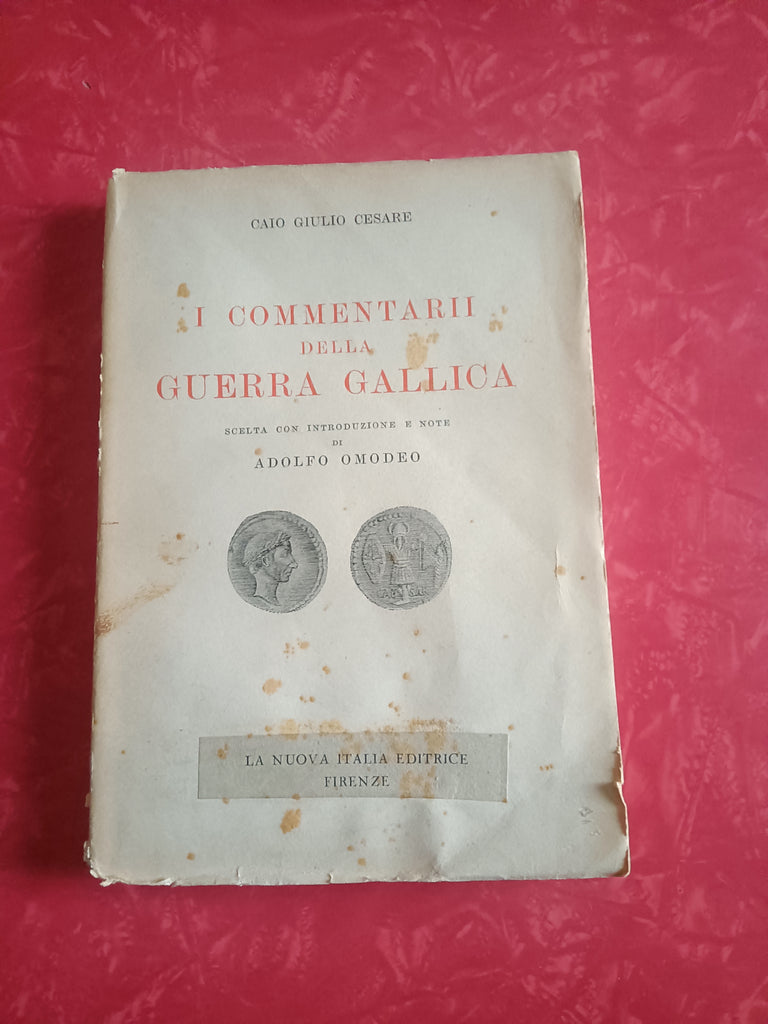 CAIO GIULIO CESARE
I COMMENTARII
DELLA
GUERRA GALLICA
SCELTA CON INTRODUZIONE E NOTE
DI
ADOLFO OMODEO
LA NUOVA ITALIA EDITRICE
FIRENZE